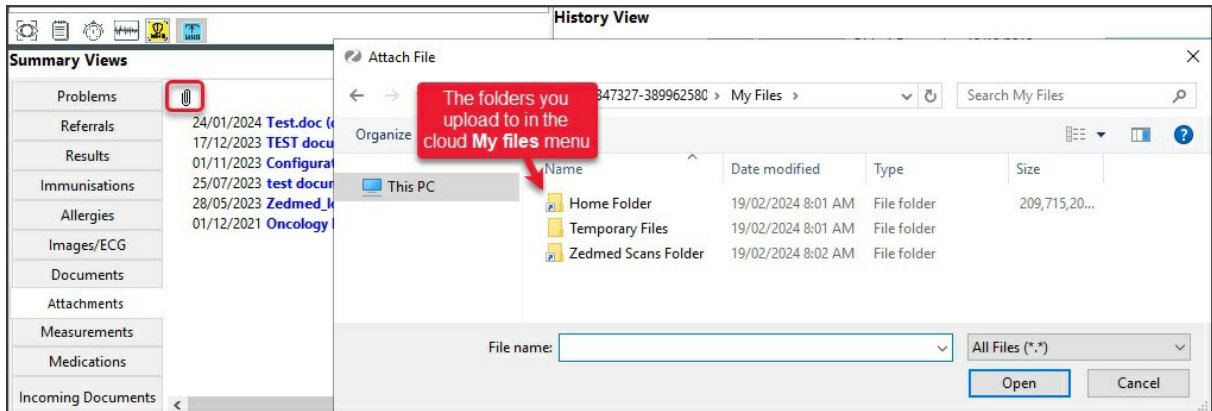 History View
Summary Views
Problems
Referrals
Results
Immunisations
Allergies
Images/ECG
Documents
Attachments
Measurements
Medications
Incoming Documents
24/01/2024 Test.doc
17/12/2023 TEST docu
01/11/2023 Configurat
25/07/2023 test docur
28/05/2023
01/12/2021 Oncology
Attach File
347327-389962580 > My Files >
Search My Files
Organize
The folders you
upload to in the
cloud My files menu
This PC
Name Date modified Type Size
Home Folder 19/02/2024 8:01 AM File folder 209,715,20...
Temporary Files 19/02/2024 8:01 AM File folder
Zedmed Scans Folder 19/02/2024 8:02 AM File folder
File name:
All Files (*.*)
Open Cancel